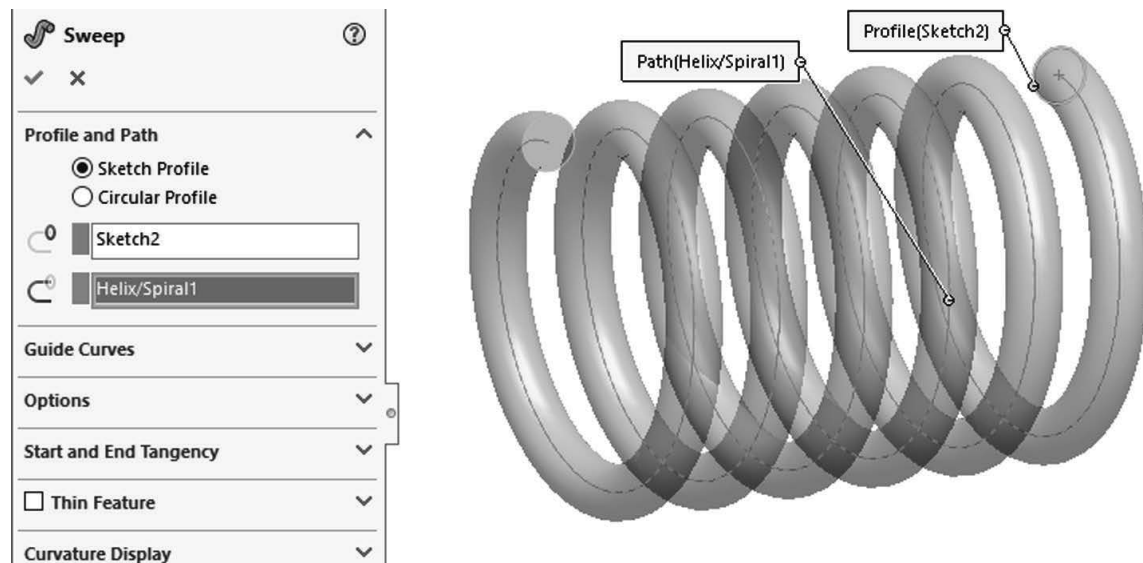 Sweep
Profile and Path
Sketch Profile
Circular Profile
Sketch2
Helix/Spiral1
Guide Curves
Options
Start and End Tangency
Thin Feature
Curvature Display
Path(Helix/Spiral1)
Profile(Sketch2)